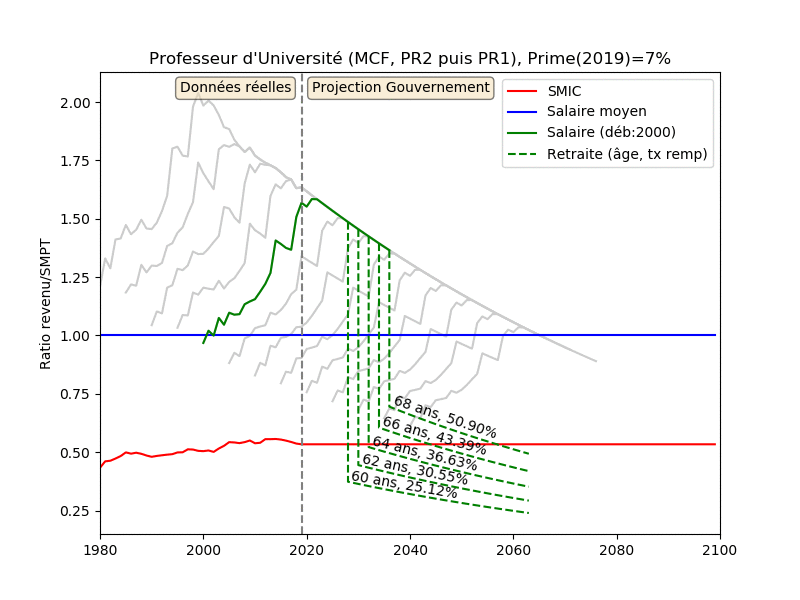 Professeur d'Université (MCF, PR2 puis PR1), Prime(2019)=7%
Données réelles
Projection Gouvernement
SMIC
Salaire moyen
Salaire (déb:2000)
Retraite (âge, tx remp)
Ratio revenu/SMPT
2.00
1.75
1.50
1.25
1.00
0.75
0.50
0.25
68 ans, 50.90%
66 ans, 43.39%
64 ans, 36.63%
62 ans, 30.55%
60 ans, 25.12%
1980
2000
2020
2040
2060
2080
2100